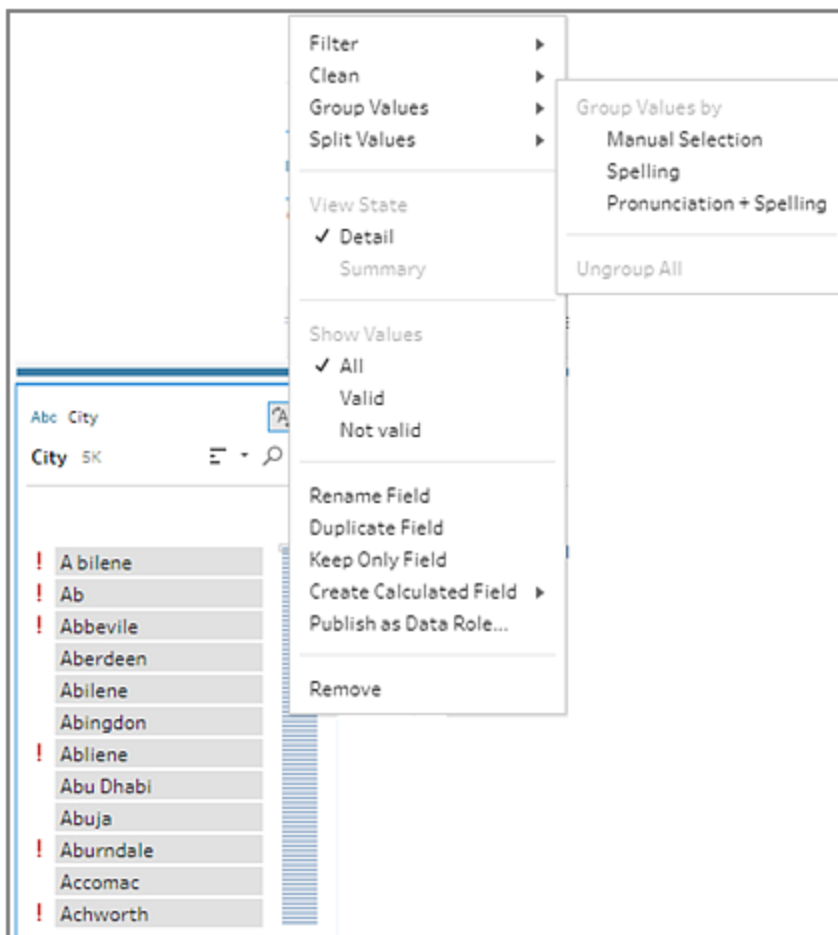 Filter
Clean
Group Values
Split Values
View State
✓ Detail
Summary
Show Values
✓ All
Valid
Not valid
Rename Field
Duplicate Field
Keep Only Field
Create Calculated Field
Publish as Data Role...
Remove
Group Values by
Manual Selection
Spelling
Pronunciation + Spelling
Ungroup All
Abc City
City 5K
! A bilene
! Ab
! Abbevile
Aberdeen
Abilene
Abingdon
! Abliene
Abu Dhabi
Abuja
! Aburndale
Accomac
! Achworth